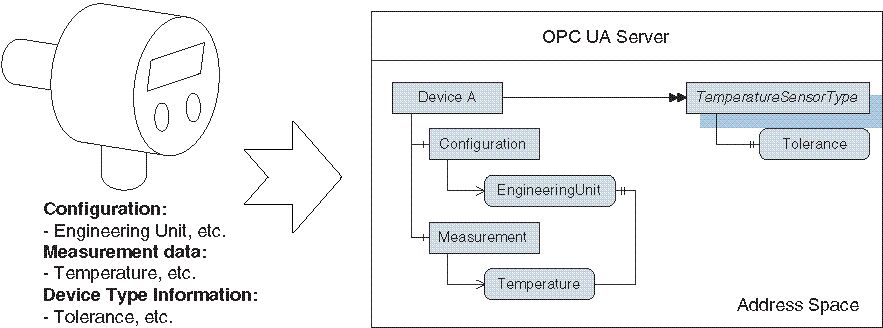 Configuration:
- Engineering Unit, etc.
Measurement data:
- Temperature, etc.
Device Type Information:
- Tolerance, etc.
OPC UA Server
Device A
TemperatureSensorType
Configuration
Tolerance
EngineeringUnit
Measurement
Temperature
Address Space